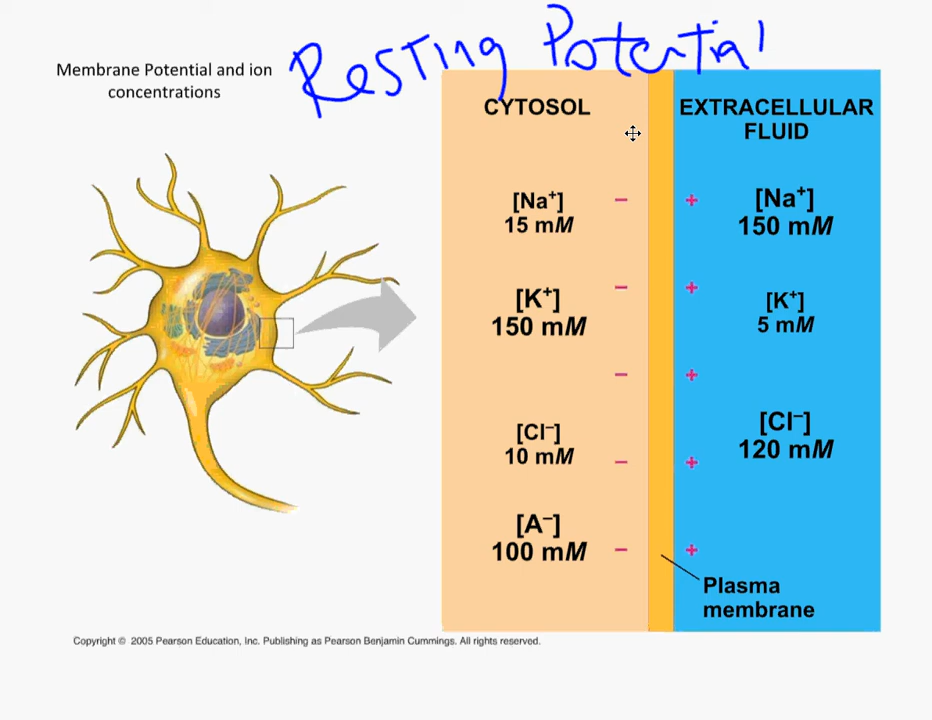 Resting Potential
Membrane Potential and ion
concentrations
CYTOSOL
[Na⁺]
15 mM
[K⁺]
150 mM
[Cl⁻]
10 mM
[A⁻]
100 mM
− − − − −
+ + + + +
EXTRACELLULAR
FLUID
[Na⁺]
150 mM
[K⁺]
5 mM
[Cl⁻]
120 mM
Plasma
membrane
Copyright © 2005 Pearson Education, Inc. Publishing as Pearson Benjamin Cummings. All rights reserved.